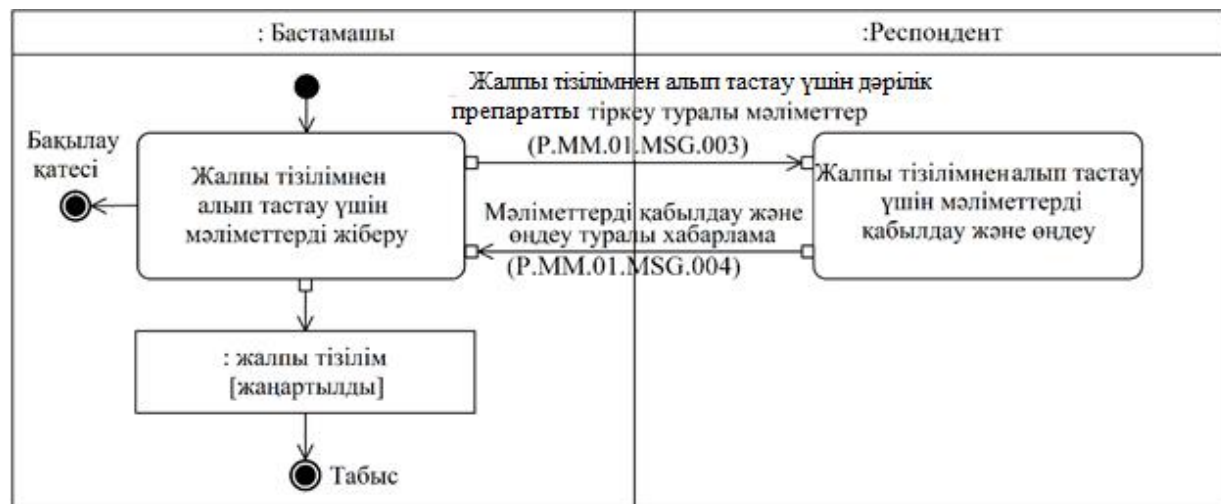 : Бастамашы
:Респондент
Жалпы тізілімнен алып тастау үшін дәрілік
препаратты тіркеу туралы мәліметтер
(P.MM.01.MSG.003)
Бақылау
қатесі
Жалпы тізілімнен
алып тастау үшін
мәліметтерді жіберу
Жалпы тізілімнен алып тастау
үшін мәліметтерді
қабылдау және өңдеу
Мәліметтерді қабылдау және
өңдеу туралы хабарлама
(P.MM.01.MSG.004)
: жалпы тізілім
[жаңартылды]
Табыс